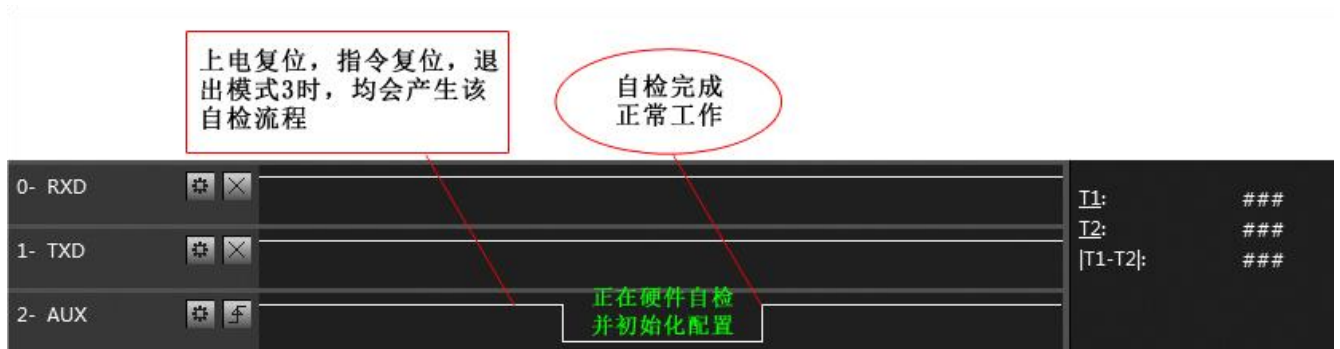 上电复位，指令复位，退
出模式3时，均会产生该
自检流程
自检完成
正常工作
0- RXD
T1: ###
T2: ###
1- TXD
|T1-T2|: ###
2- AUX
正在硬件自检
并初始化配置